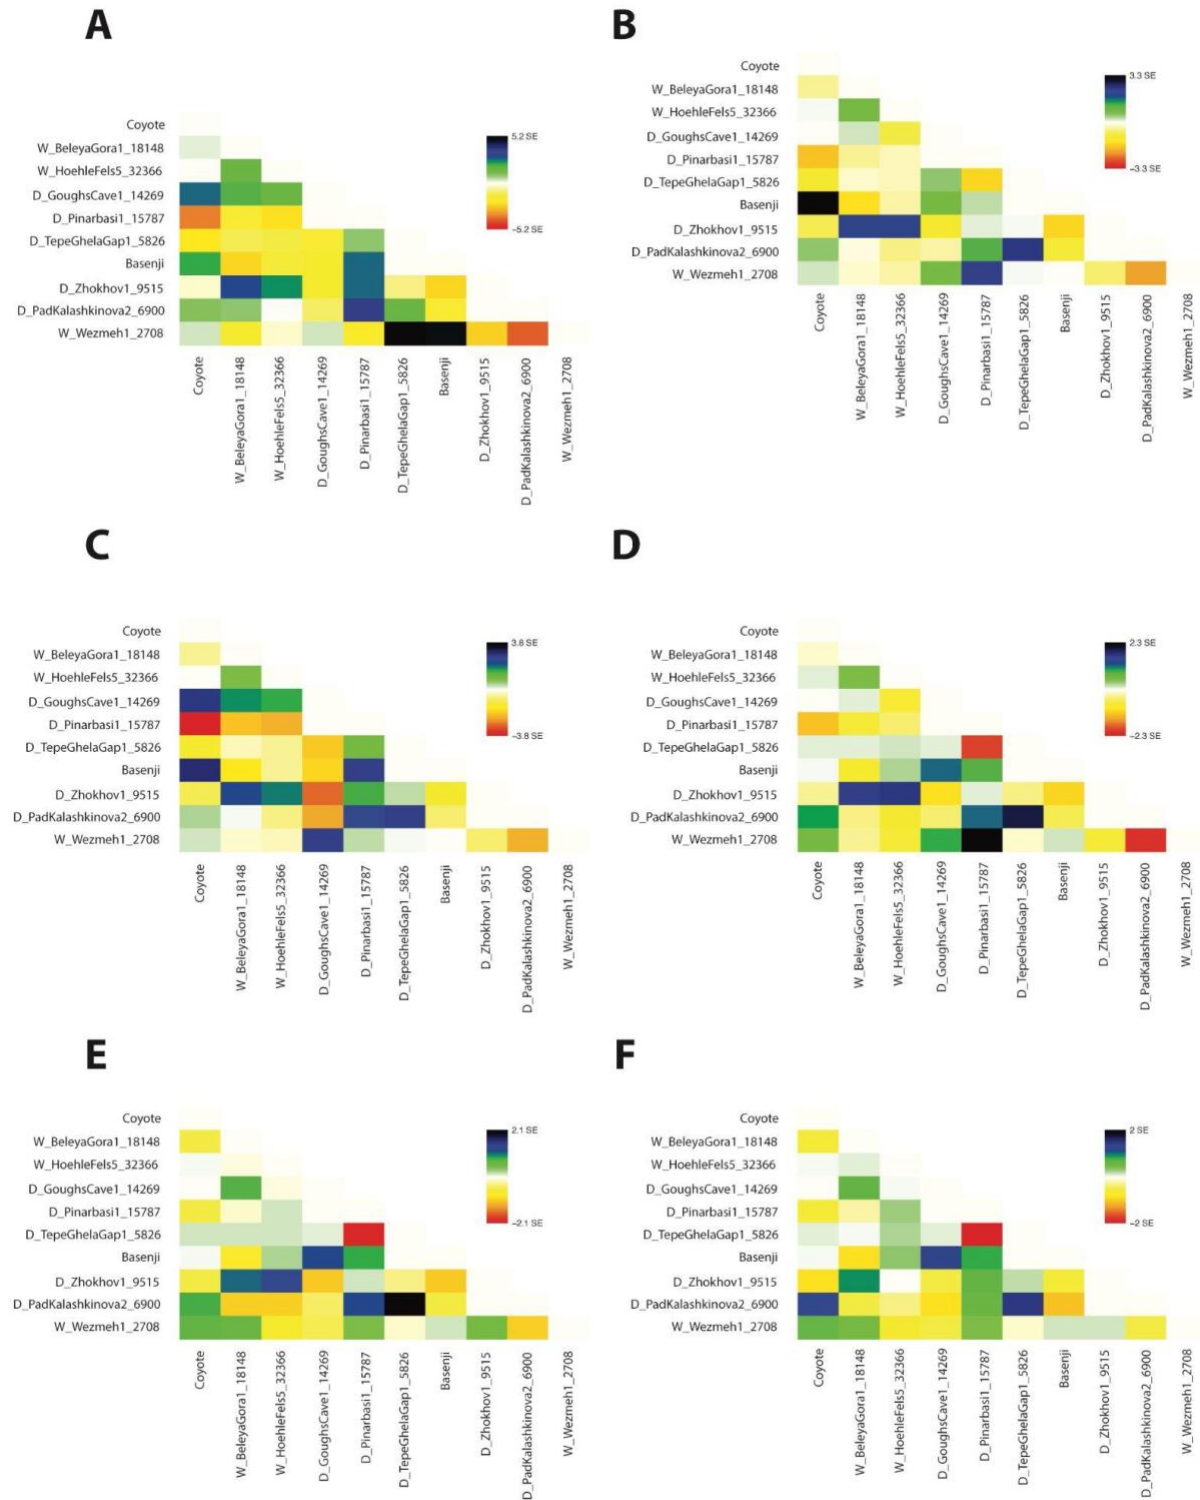 A
Coyote
W_BeleyaGora1_18148
W_HoehleFels5_32366
D_GoughsCave1_14269
D_Pinarbasi1_15787
D_TepeGhelaGap1_5826
Basenji
D_Zhokhov1_9515
D_PadKalashkinova2_6900
W_Wezmeh1_2708
5.2 SE
−5.2 SE
Coyote
W_BeleyaGora1_18148
W_HoehleFels5_32366
D_GoughsCave1_14269
D_Pinarbasi1_15787
D_TepeGhelaGap1_5826
Basenji
D_Zhokhov1_9515
D_PadKalashkinova2_6900
W_Wezmeh1_2708
B
Coyote
W_BeleyaGora1_18148
W_HoehleFels5_32366
D_GoughsCave1_14269
D_Pinarbasi1_15787
D_TepeGhelaGap1_5826
Basenji
D_Zhokhov1_9515
D_PadKalashkinova2_6900
W_Wezmeh1_2708
3.3 SE
−3.3 SE
Coyote
W_BeleyaGora1_18148
W_HoehleFels5_32366
D_GoughsCave1_14269
D_Pinarbasi1_15787
D_TepeGhelaGap1_5826
Basenji
D_Zhokhov1_9515
D_PadKalashkinova2_6900
W_Wezmeh1_2708
C
Coyote
W_BeleyaGora1_18148
W_HoehleFels5_32366
D_GoughsCave1_14269
D_Pinarbasi1_15787
D_TepeGhelaGap1_5826
Basenji
D_Zhokhov1_9515
D_PadKalashkinova2_6900
W_Wezmeh1_2708
3.8 SE
−3.8 SE
Coyote
W_BeleyaGora1_18148
W_HoehleFels5_32366
D_GoughsCave1_14269
D_Pinarbasi1_15787
D_TepeGhelaGap1_5826
Basenji
D_Zhokhov1_9515
D_PadKalashkinova2_6900
W_Wezmeh1_2708
D
Coyote
W_BeleyaGora1_18148
W_HoehleFels5_32366
D_GoughsCave1_14269
D_Pinarbasi1_15787
D_TepeGhelaGap1_5826
Basenji
D_Zhokhov1_9515
D_PadKalashkinova2_6900
W_Wezmeh1_2708
2.3 SE
−2.3 SE
Coyote
W_BeleyaGora1_18148
W_HoehleFels5_32366
D_GoughsCave1_14269
D_Pinarbasi1_15787
D_TepeGhelaGap1_5826
Basenji
D_Zhokhov1_9515
D_PadKalashkinova2_6900
W_Wezmeh1_2708
E
Coyote
W_BeleyaGora1_18148
W_HoehleFels5_32366
D_GoughsCave1_14269
D_Pinarbasi1_15787
D_TepeGhelaGap1_5826
Basenji
D_Zhokhov1_9515
D_PadKalashkinova2_6900
W_Wezmeh1_2708
2.1 SE
−2.1 SE
Coyote
W_BeleyaGora1_18148
W_HoehleFels5_32366
D_GoughsCave1_14269
D_Pinarbasi1_15787
D_TepeGhelaGap1_5826
Basenji
D_Zhokhov1_9515
D_PadKalashkinova2_6900
W_Wezmeh1_2708
F
Coyote
W_BeleyaGora1_18148
W_HoehleFels5_32366
D_GoughsCave1_14269
D_Pinarbasi1_15787
D_TepeGhelaGap1_5826
Basenji
D_Zhokhov1_9515
D_PadKalashkinova2_6900
W_Wezmeh1_2708
2 SE
−2 SE
Coyote
W_BeleyaGora1_18148
W_HoehleFels5_32366
D_GoughsCave1_14269
D_Pinarbasi1_15787
D_TepeGhelaGap1_5826
Basenji
D_Zhokhov1_9515
D_PadKalashkinova2_6900
W_Wezmeh1_2708